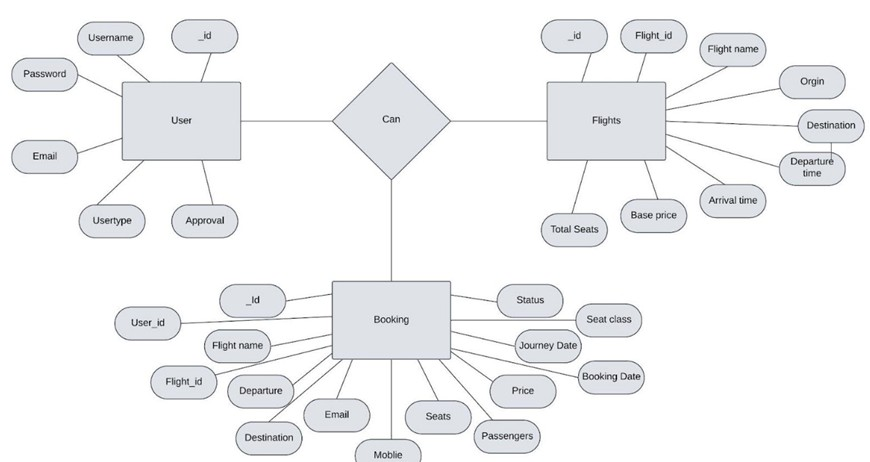 Username
_id
Password
User
Email
Usertype
Approval
Can
_id
Flight_id
Flight name
Orgin
Flights
Destination
Departure
time
Arrival time
Base price
Total Seats
_Id
User_id
Flight name
Flight_id
Departure
Destination
Booking
Email
Moblie
Seats
Passengers
Price
Booking Date
Journey Date
Seat class
Status